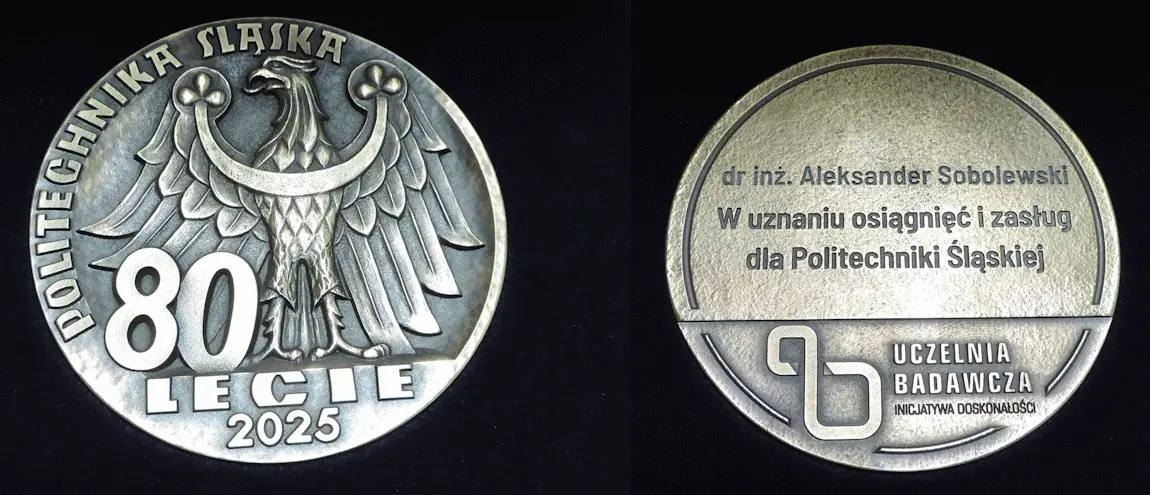 POLITECHNIKA ŚLĄSKA
80
LECIE
2025
dr inż. Aleksander Sobolewski
W uznaniu osiągnięć i zasług
dla Politechniki Śląskiej
UCZELNIA
BADAWCZA
INICJATYWA DOSKONAŁOŚCI